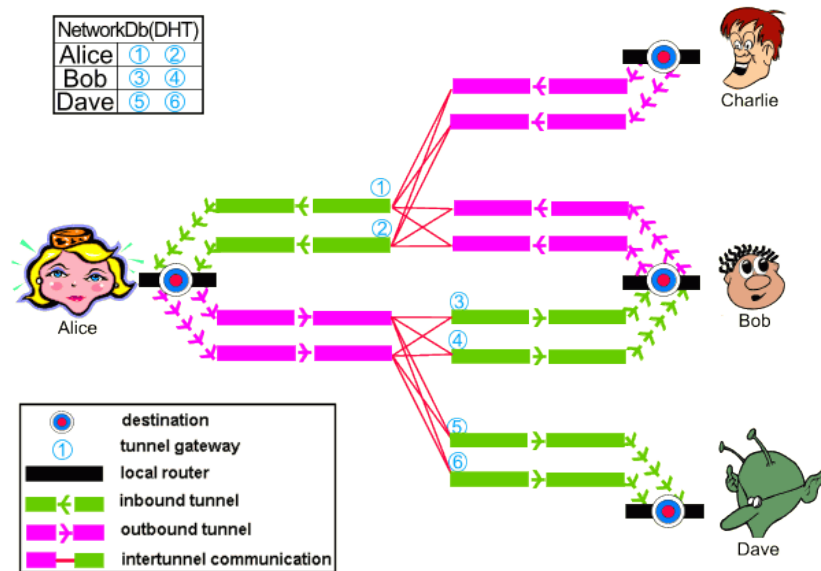 NetworkDb(DHT)
Alice ① ②
Bob ③ ④
Dave ⑤ ⑥
Charlie
①
②
Alice
③
④
Bob
⑤
⑥
Dave
destination
① tunnel gateway
local router
inbound tunnel
outbound tunnel
intertunnel communication